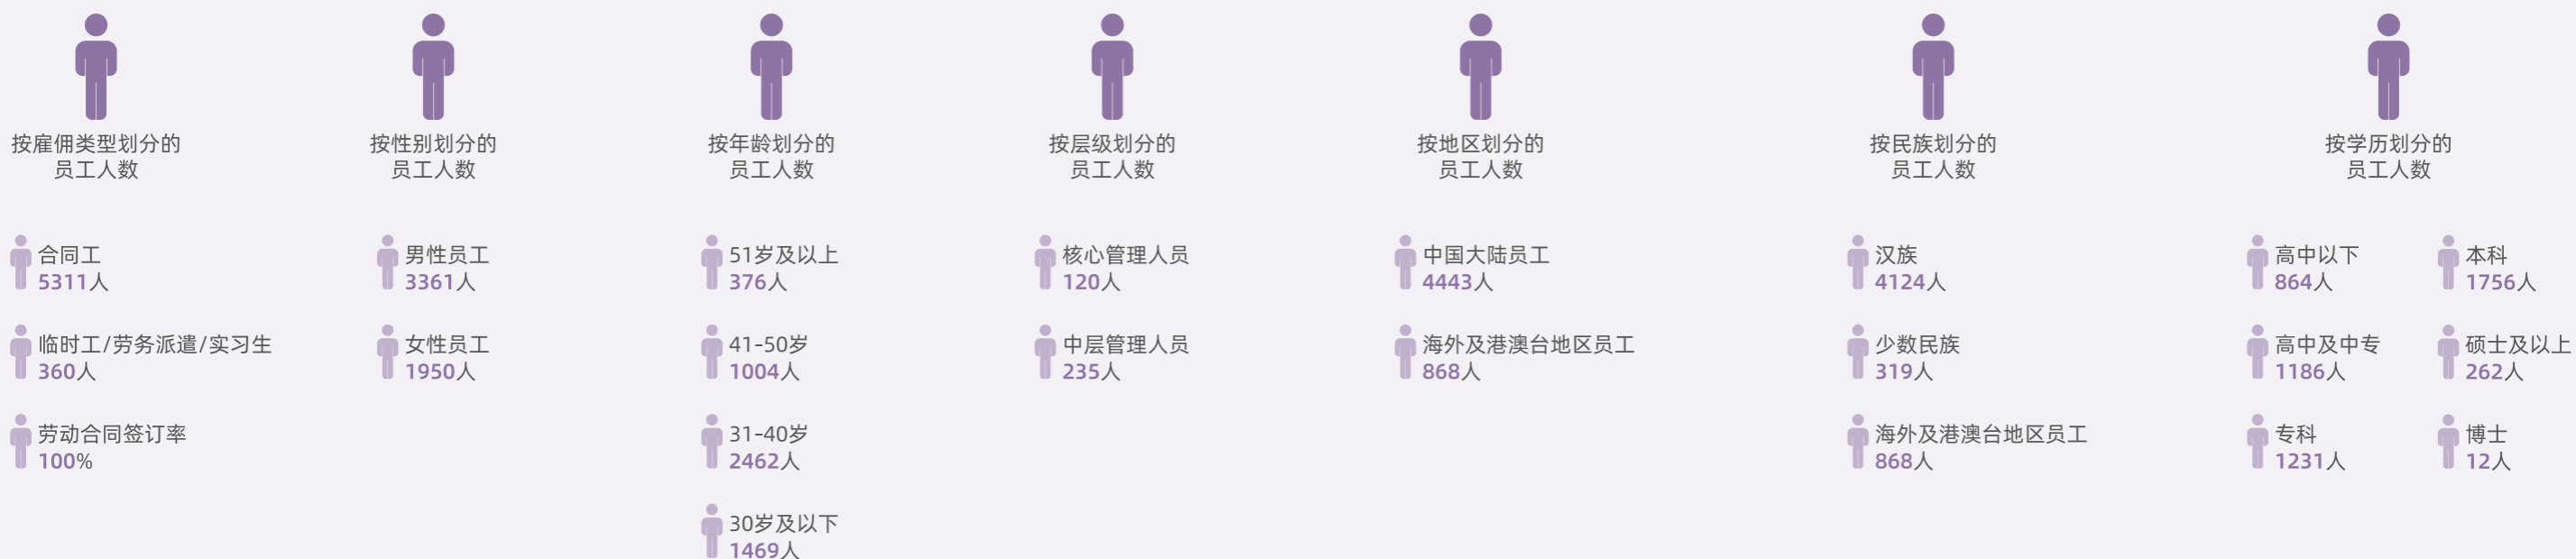 按雇佣类型划分的
员工人数
合同工
5311人
临时工/劳务派遣/实习生
360人
劳动合同签订率
100%
按性别划分的
员工人数
男性员工
3361人
女性员工
1950人
按年龄划分的
员工人数
51岁及以上
376人
41-50岁
1004人
31-40岁
2462人
30岁及以下
1469人
按层级划分的
员工人数
核心管理人员
120人
中层管理人员
235人
按地区划分的
员工人数
中国大陆员工
4443人
海外及港澳台地区员工
868人
按民族划分的
员工人数
汉族
4124人
少数民族
319人
海外及港澳台地区员工
868人
按学历划分的
员工人数
高中以下
864人
高中及中专
1186人
专科
1231人
本科
1756人
硕士及以上
262人
博士
12人